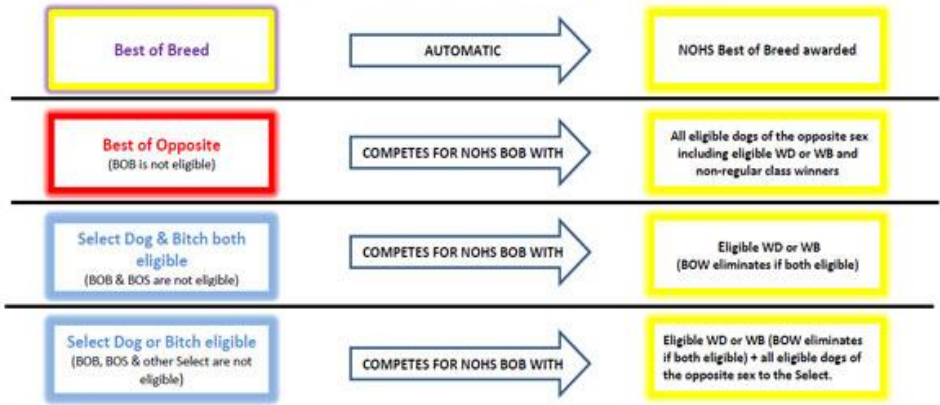 Best of Breed
AUTOMATIC
NOHS Best of Breed awarded
Best of Opposite
(BOB is not eligible)
COMPETES FOR NOHS BOB WITH
All eligible dogs of the opposite sex
including eligible WD or WB and
non-regular class winners
Select Dog & Bitch both
eligible
(BOB & BOS are not eligible)
COMPETES FOR NOHS BOB WITH
Eligible WD or WB
(BOW eliminates if both eligible)
Select Dog or Bitch eligible
(BOB, BOS & other Select are not
eligible)
COMPETES FOR NOHS BOB WITH
Eligible WD or WB (BOW eliminates
if both eligible) + all eligible dogs of
the opposite sex to the Select.